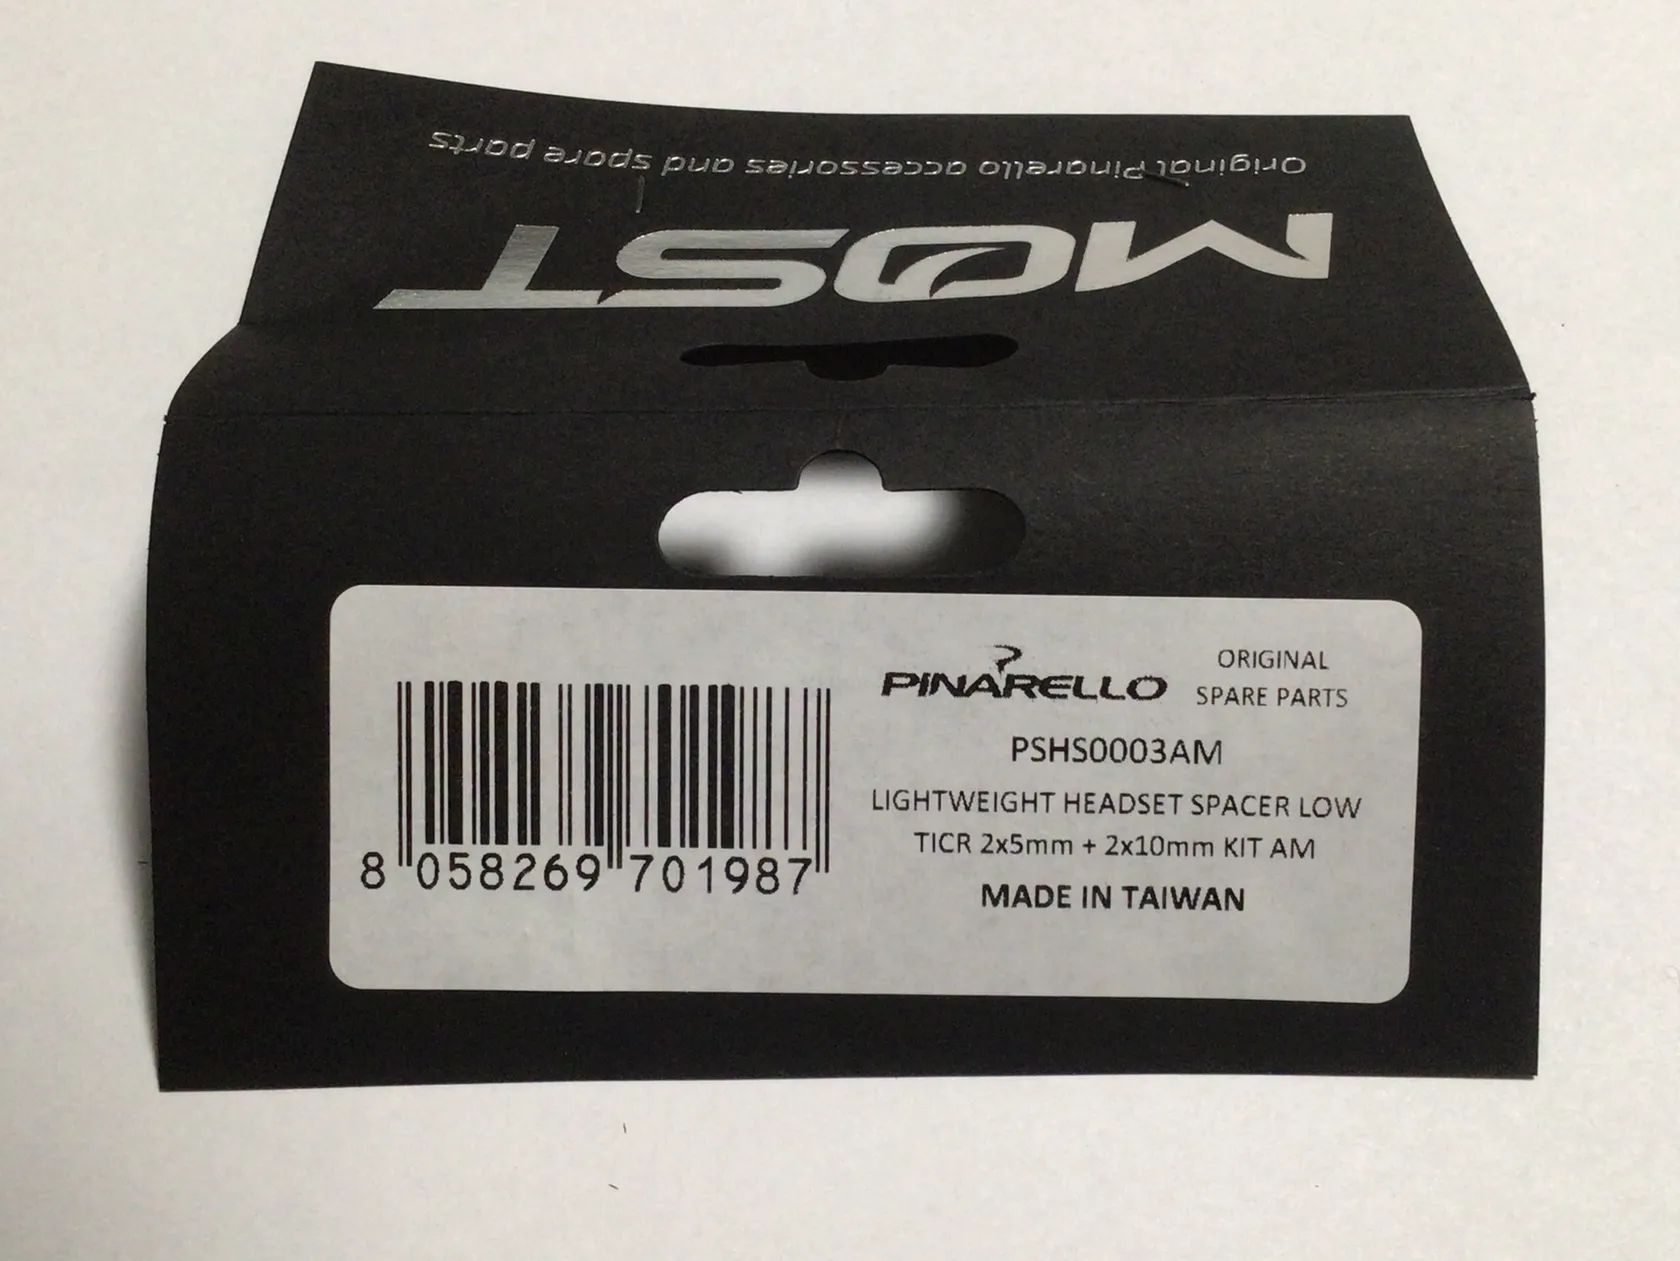 Original Pinarello accessories and spare parts
MOST
PINARELLO
ORIGINAL
SPARE PARTS
PSHS0003AM
LIGHTWEIGHT HEADSET SPACER LOW
TICR 2x5mm + 2x10mm KIT AM
MADE IN TAIWAN
8 058269 701987